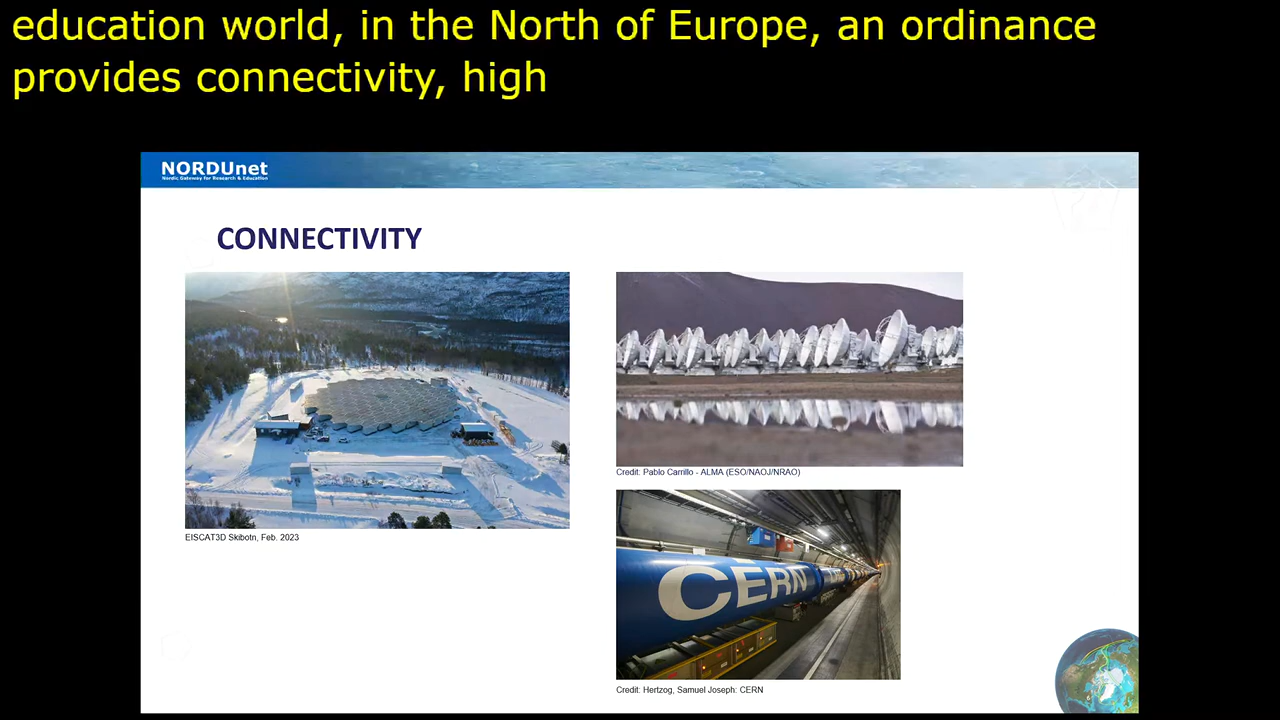 education world, in the North of Europe, an ordinance
provides connectivity, high
NORDUnet
Nordic Gateway for Research & Education
CONNECTIVITY
EISCAT3D Skibotn, Feb. 2023
Credit: Pablo Carrillo - ALMA (ESO/NAOJ/NRAO)
CERN
Credit: Hertzog, Samuel Joseph: CERN